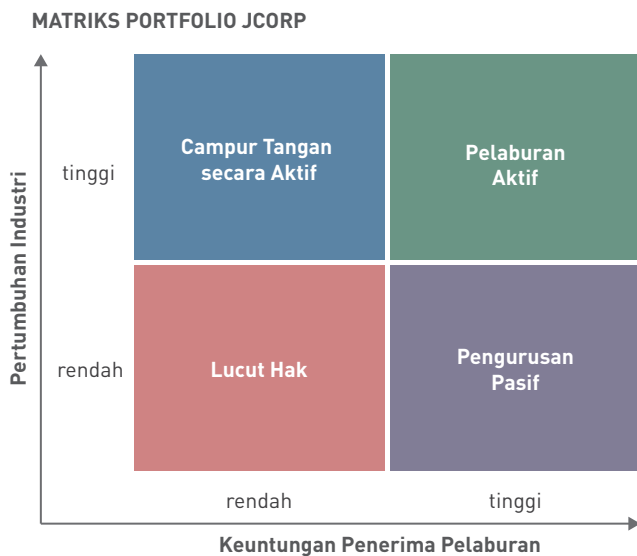 MATRIKS PORTFOLIO JCORP
Pertumbuhan Industri
tinggi
Campur Tangan
secara Aktif
Pelaburan
Aktif
rendah
Lucut Hak
Pengurusan
Pasif
rendah
tinggi
Keuntungan Penerima Pelaburan